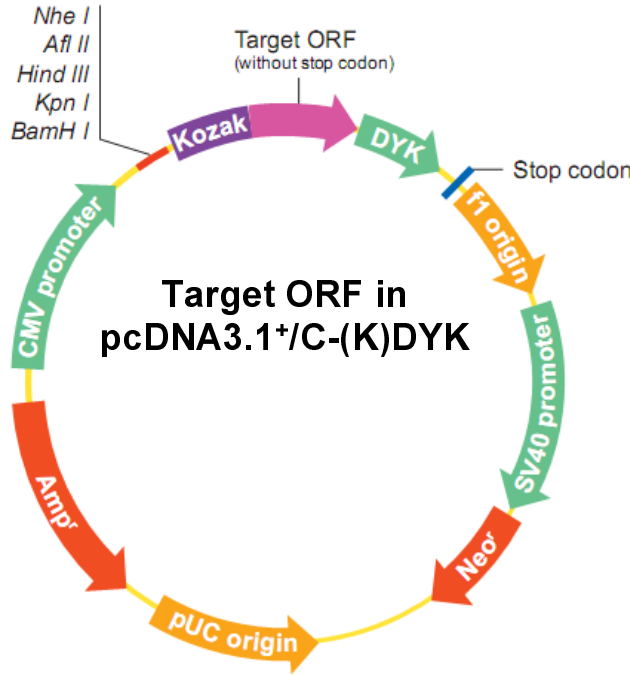 Nhe I
Afl II
Hind III
Kpn I
BamH I
Target ORF
(without stop codon)
Kozak
DYK
Stop codon
f1 origin
CMV promoter
Target ORF in
pcDNA3.1⁺/C-(K)DYK
SV40 promoter
Ampʳ
Neoʳ
pUC origin